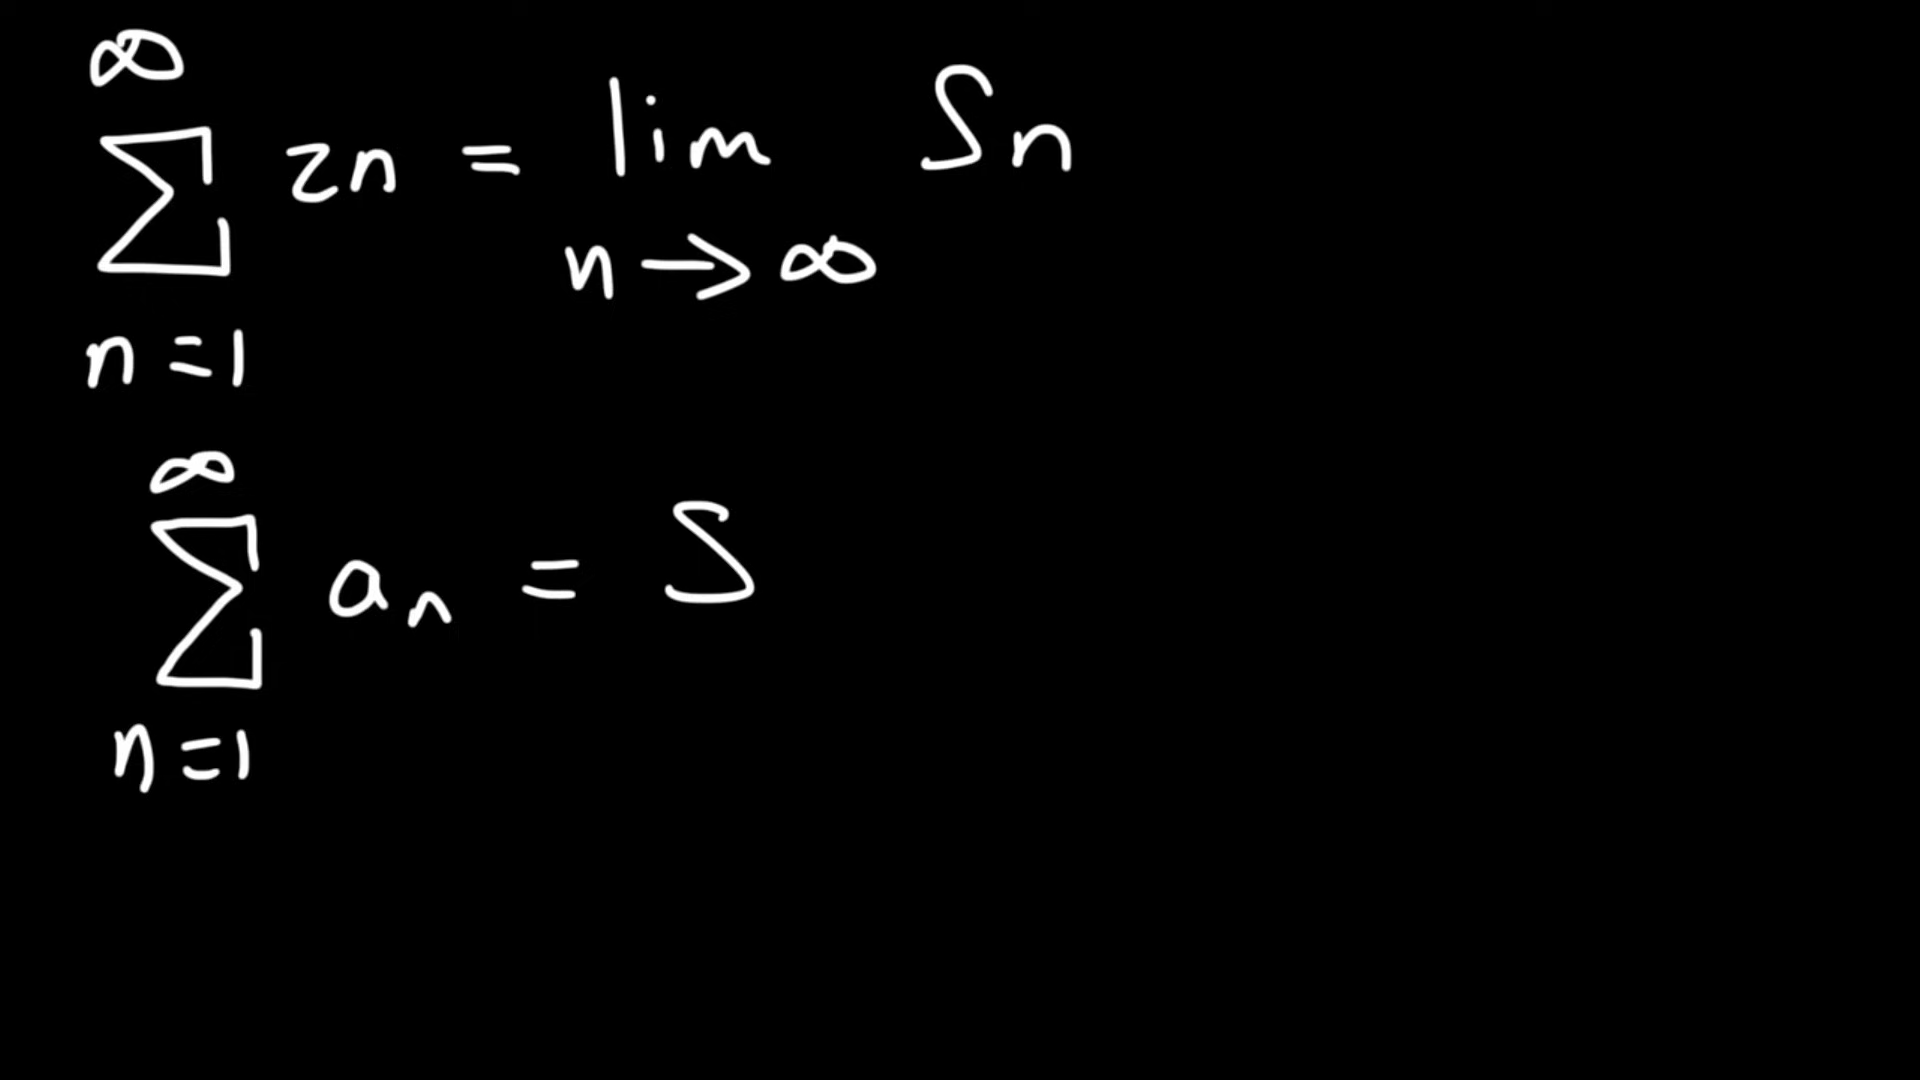 ∞
∑ 2n = lim Sn
n→∞
n=1
∞
∑ aₙ = S
n=1